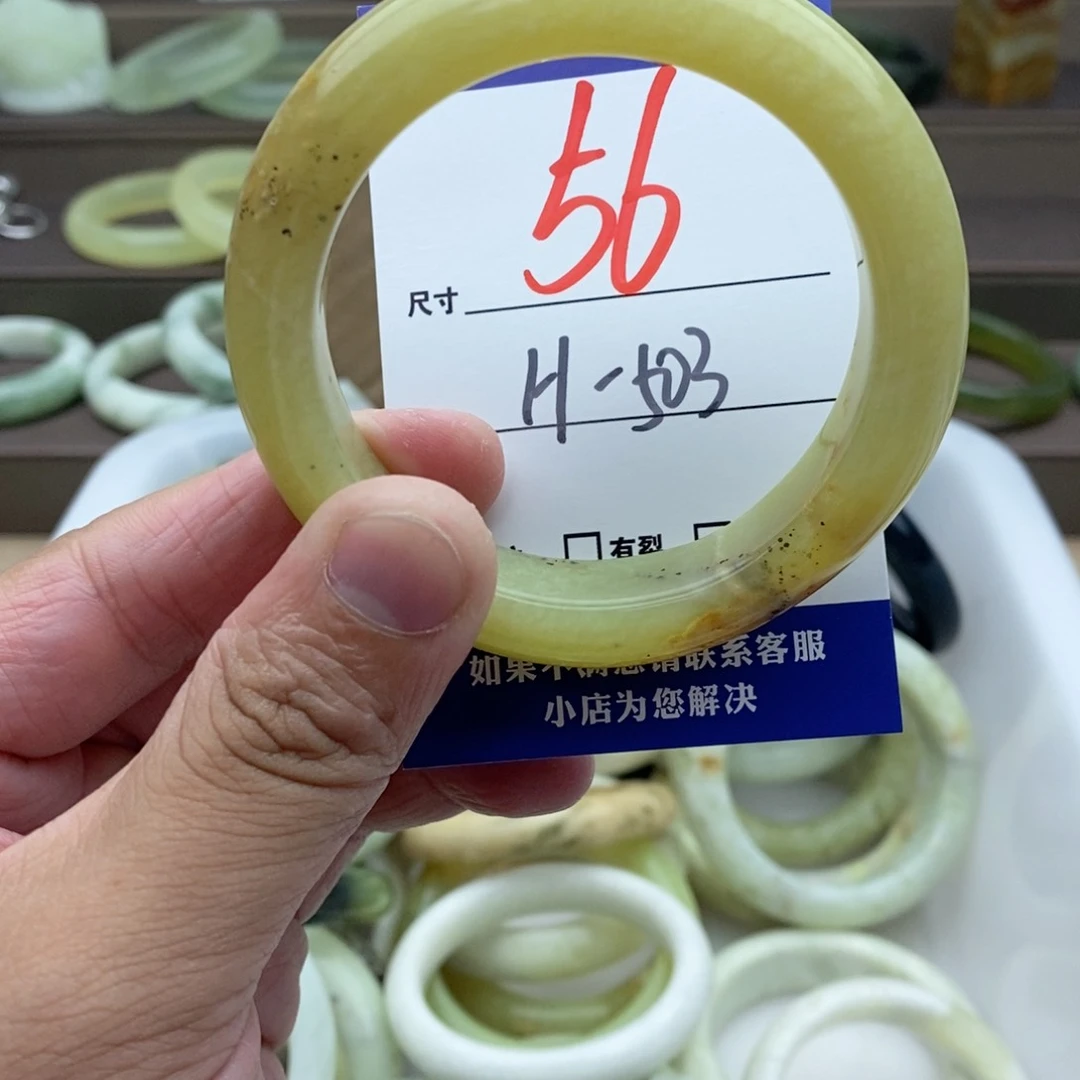 56
尺寸
H-503
有裂
如果不满意请联系客服
小店为您解决